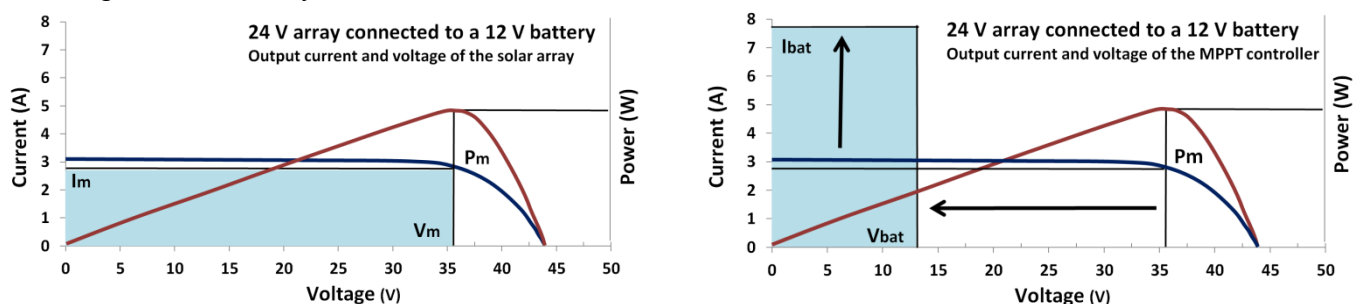 24 V array connected to a 12 V battery
Output current and voltage of the solar array
Current (A)
8
7
6
5
4
3
2
1
0
Im
Vm
Pm
Power (W)
0 5 10 15 20 25 30 35 40 45 50
Voltage (V)
24 V array connected to a 12 V battery
Output current and voltage of the MPPT controller
Current (A)
8
7
6
5
4
3
2
1
0
Ibat
Vbat
Pm
Power (W)
0 5 10 15 20 25 30 35 40 45 50
Voltage (V)